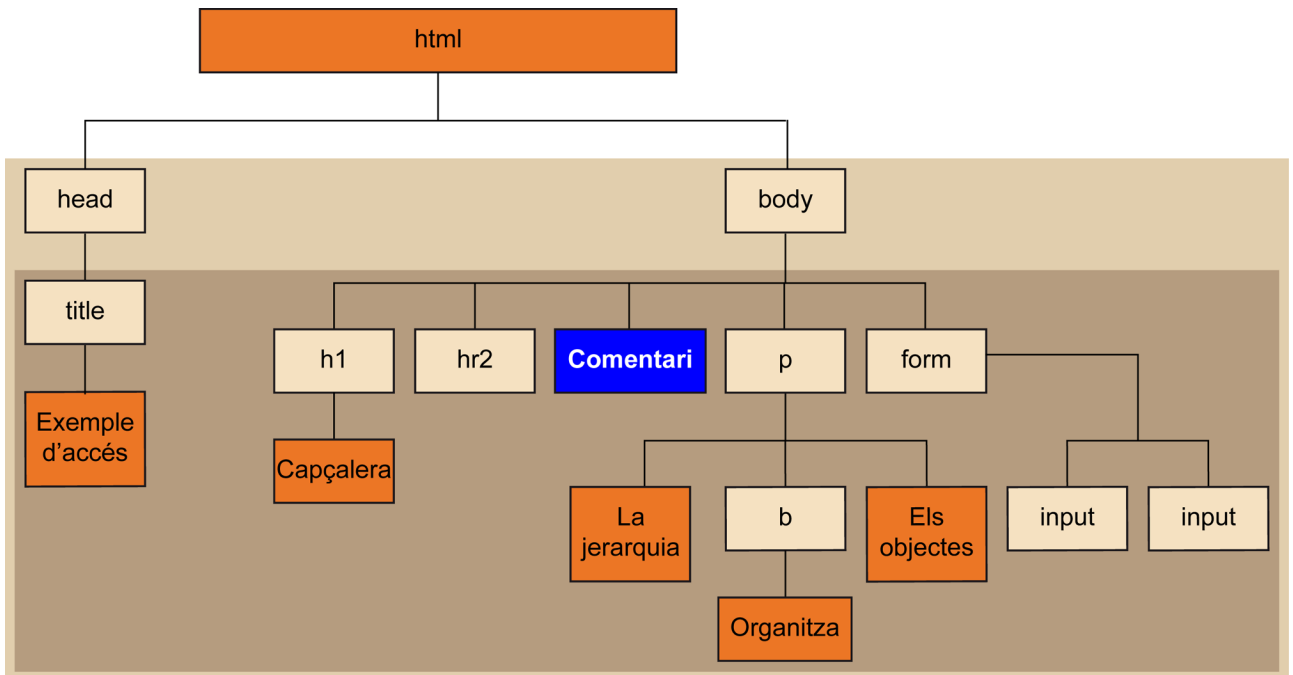 html
head
body
title
h1
hr2
Comentari
p
form
Exemple
d'accés
Capçalera
La
jerarquia
b
Els
objectes
input
input
Organitza